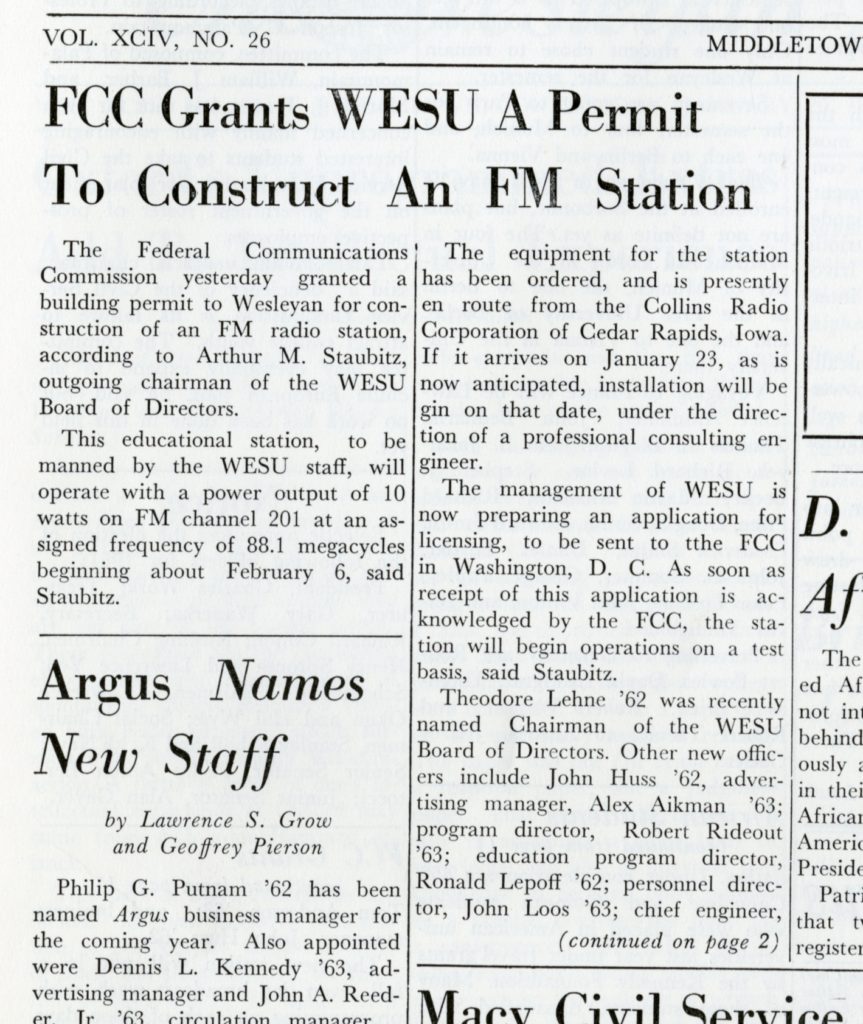 VOL. XCIV, NO. 26
MIDDLETOW
FCC Grants WESU A Permit
To Construct An FM Station
The Federal Communications
Commission yesterday granted a
building permit to Wesleyan for con-
struction of an FM radio station,
according to Arthur M. Staubitz,
outgoing chairman of the WESU
Board of Directors.
This educational station, to be
manned by the WESU staff, will
operate with a power output of 10
watts on FM channel 201 at an as-
signed frequency of 88.1 megacycles
beginning about February 6, said
Staubitz.
The equipment for the station
has been ordered, and is presently
en route from the Collins Radio
Corporation of Cedar Rapids, Iowa.
If it arrives on January 23, as is
now anticipated, installation will be
gin on that date, under the direc-
tion of a professional consulting en-
gineer.
The management of WESU is
now preparing an application for
licensing, to be sent to tthe FCC
in Washington, D. C. As soon as
receipt of this application is ac-
knowledged by the FCC, the sta-
tion will begin operations on a test
basis, said Staubitz.
Theodore Lehne '62 was recently
named Chairman of the WESU
Board of Directors. Other new offic-
ers include John Huss '62, adver-
tising manager, Alex Aikman '63;
program director, Robert Rideout
'63; education program director,
Ronald Lepoff '62; personnel direc-
tor, John Loos '63; chief engineer,
(continued on page 2)
Argus Names
New Staff
by Lawrence S. Grow
and Geoffrey Pierson
Philip G. Putnam '62 has been
named Argus business manager for
the coming year. Also appointed
were Dennis L. Kennedy '63, ad-
vertising manager and John A. Reed-
er, Jr. '63 circulation manager.
Macy Civil Service
D.
Af
The
ed Af
not int
behind
ously a
in thei
African
Americ
Preside
Patri
that tw
register